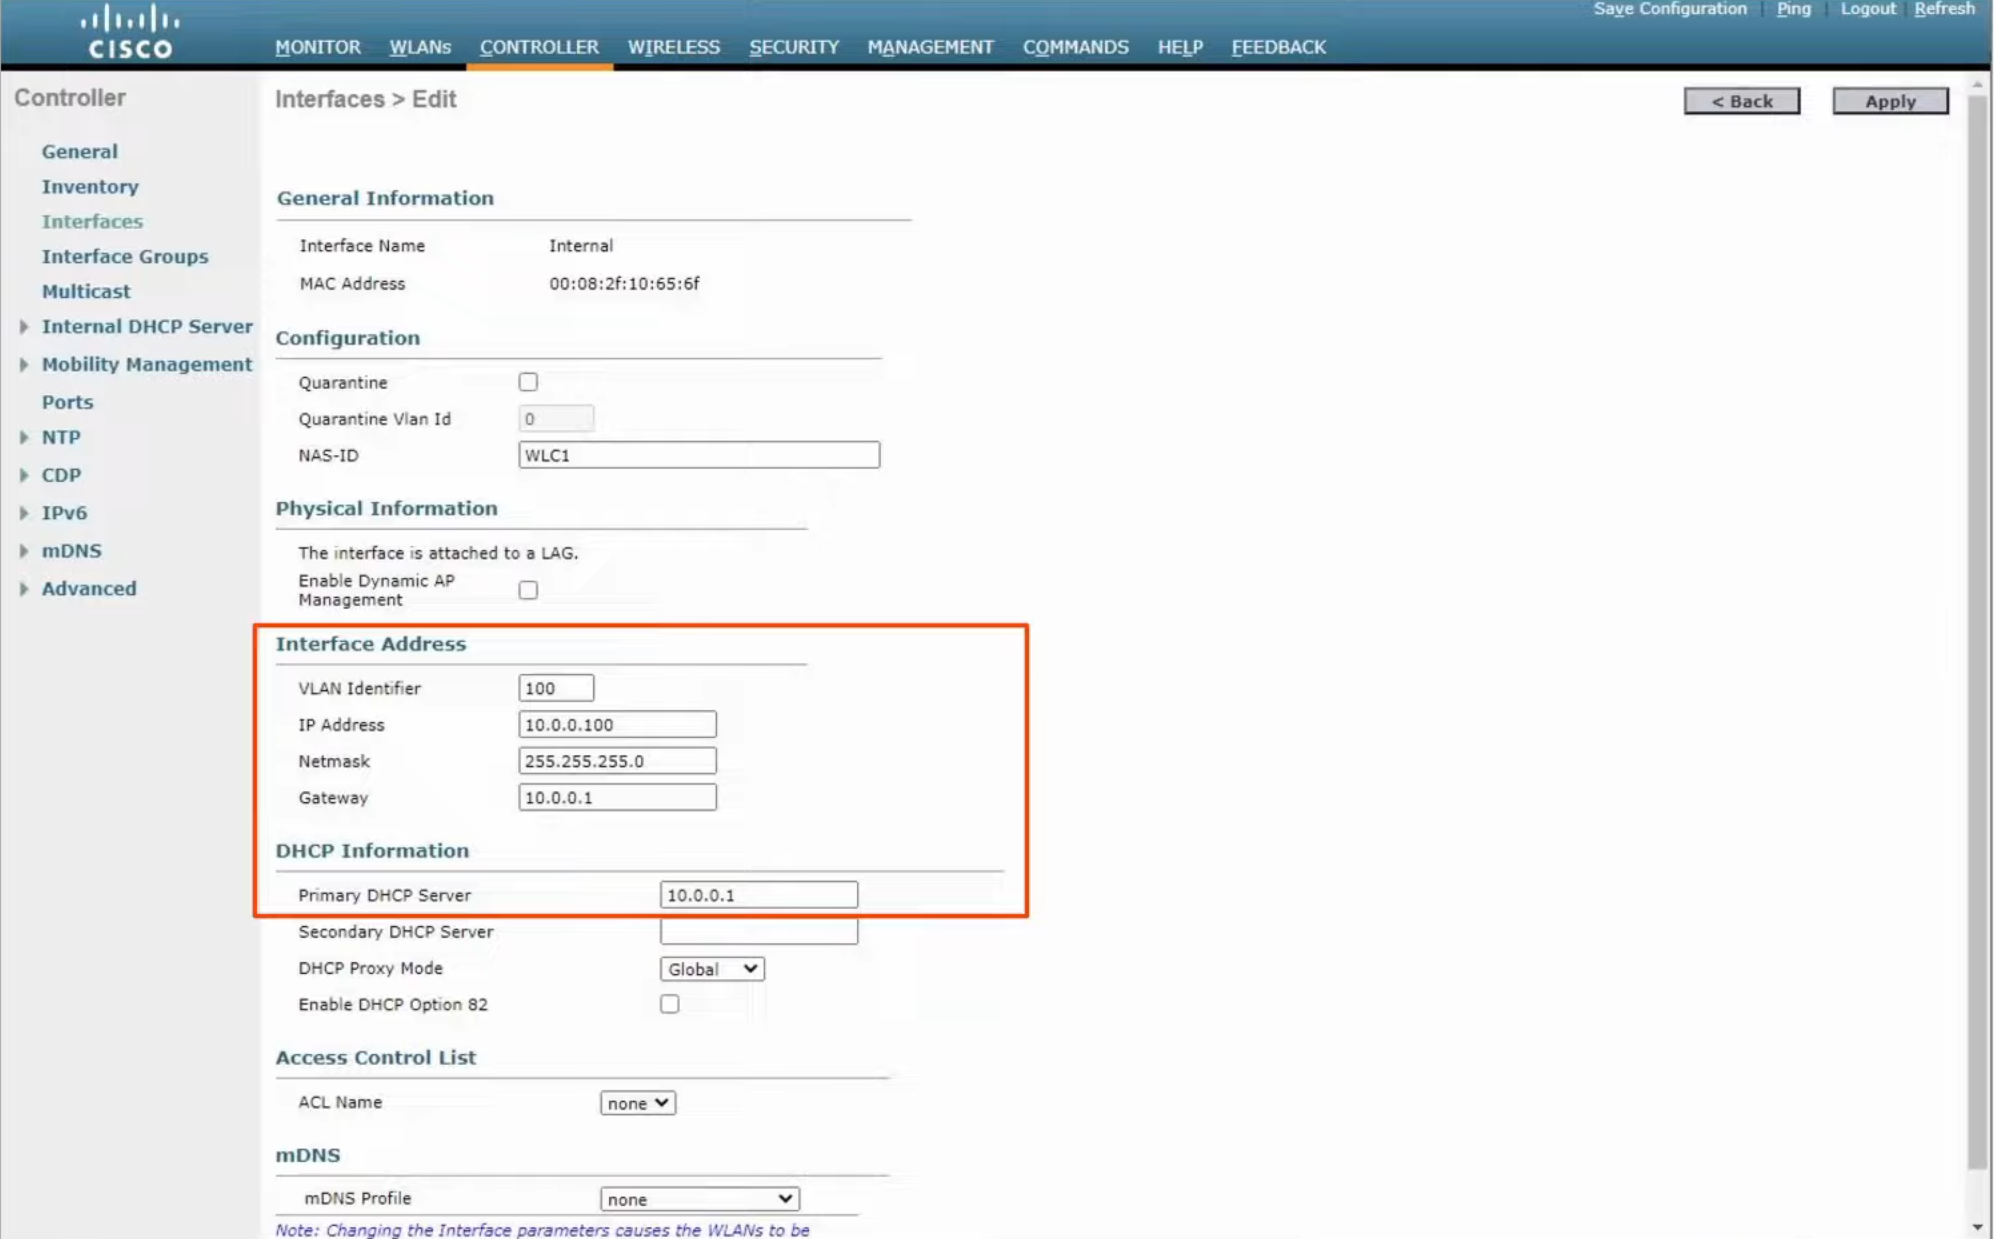 Save Configuration | Ping | Logout | Refresh
CISCO
MONITOR WLANs CONTROLLER WIRELESS SECURITY MANAGEMENT COMMANDS HELP FEEDBACK
Controller
General
Inventory
Interfaces
Interface Groups
Multicast
Internal DHCP Server
Mobility Management
Ports
NTP
CDP
IPv6
mDNS
Advanced
Interfaces > Edit
< Back
Apply
General Information
Interface Name Internal
MAC Address 00:08:2f:10:65:6f
Configuration
Quarantine
Quarantine Vlan Id 0
NAS-ID WLC1
Physical Information
The interface is attached to a LAG.
Enable Dynamic AP
Management
Interface Address
VLAN Identifier 100
IP Address 10.0.0.100
Netmask 255.255.255.0
Gateway 10.0.0.1
DHCP Information
Primary DHCP Server 10.0.0.1
Secondary DHCP Server
DHCP Proxy Mode Global
Enable DHCP Option 82
Access Control List
ACL Name none
mDNS
mDNS Profile none
Note: Changing the Interface parameters causes the WLANs to be